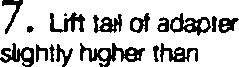 7. Lift tail of adapter
slightly higher than